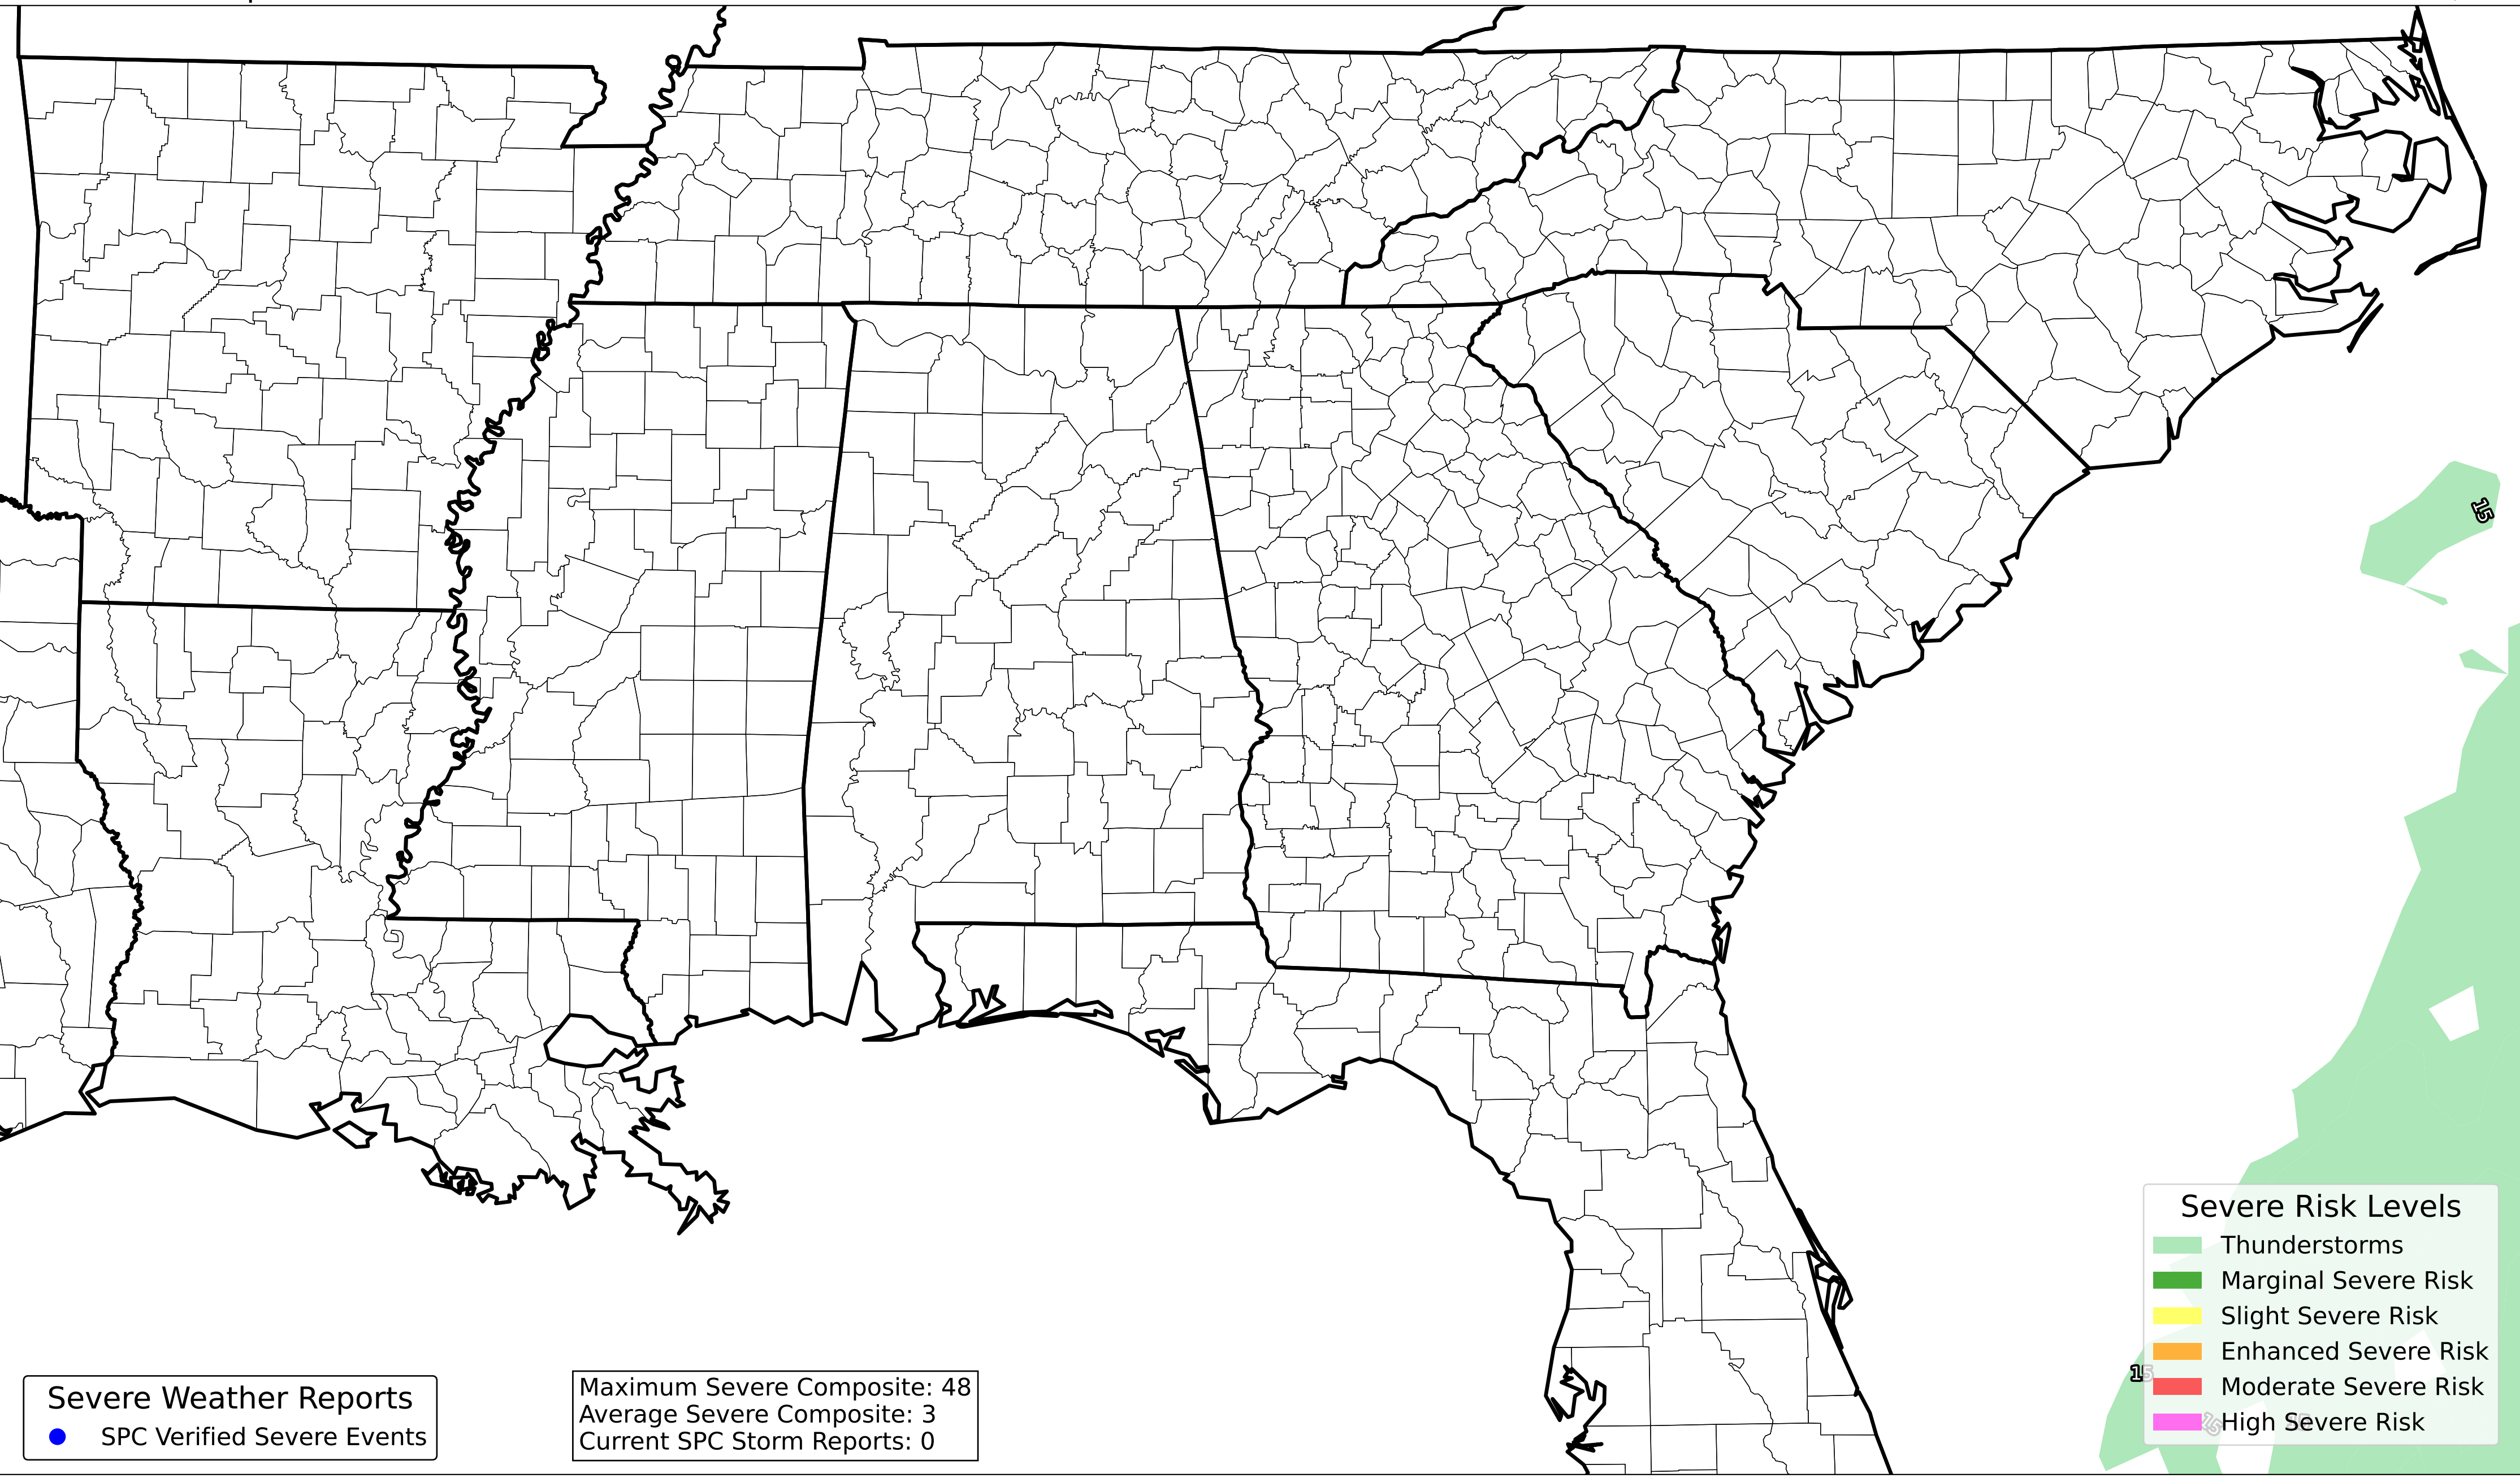 15
15
Severe Risk Levels
Thunderstorms
Marginal Severe Risk
Slight Severe Risk
Enhanced Severe Risk
Moderate Severe Risk
High Severe Risk
Severe Weather Reports
SPC Verified Severe Events
Maximum Severe Composite: 48
Average Severe Composite: 3
Current SPC Storm Reports: 0